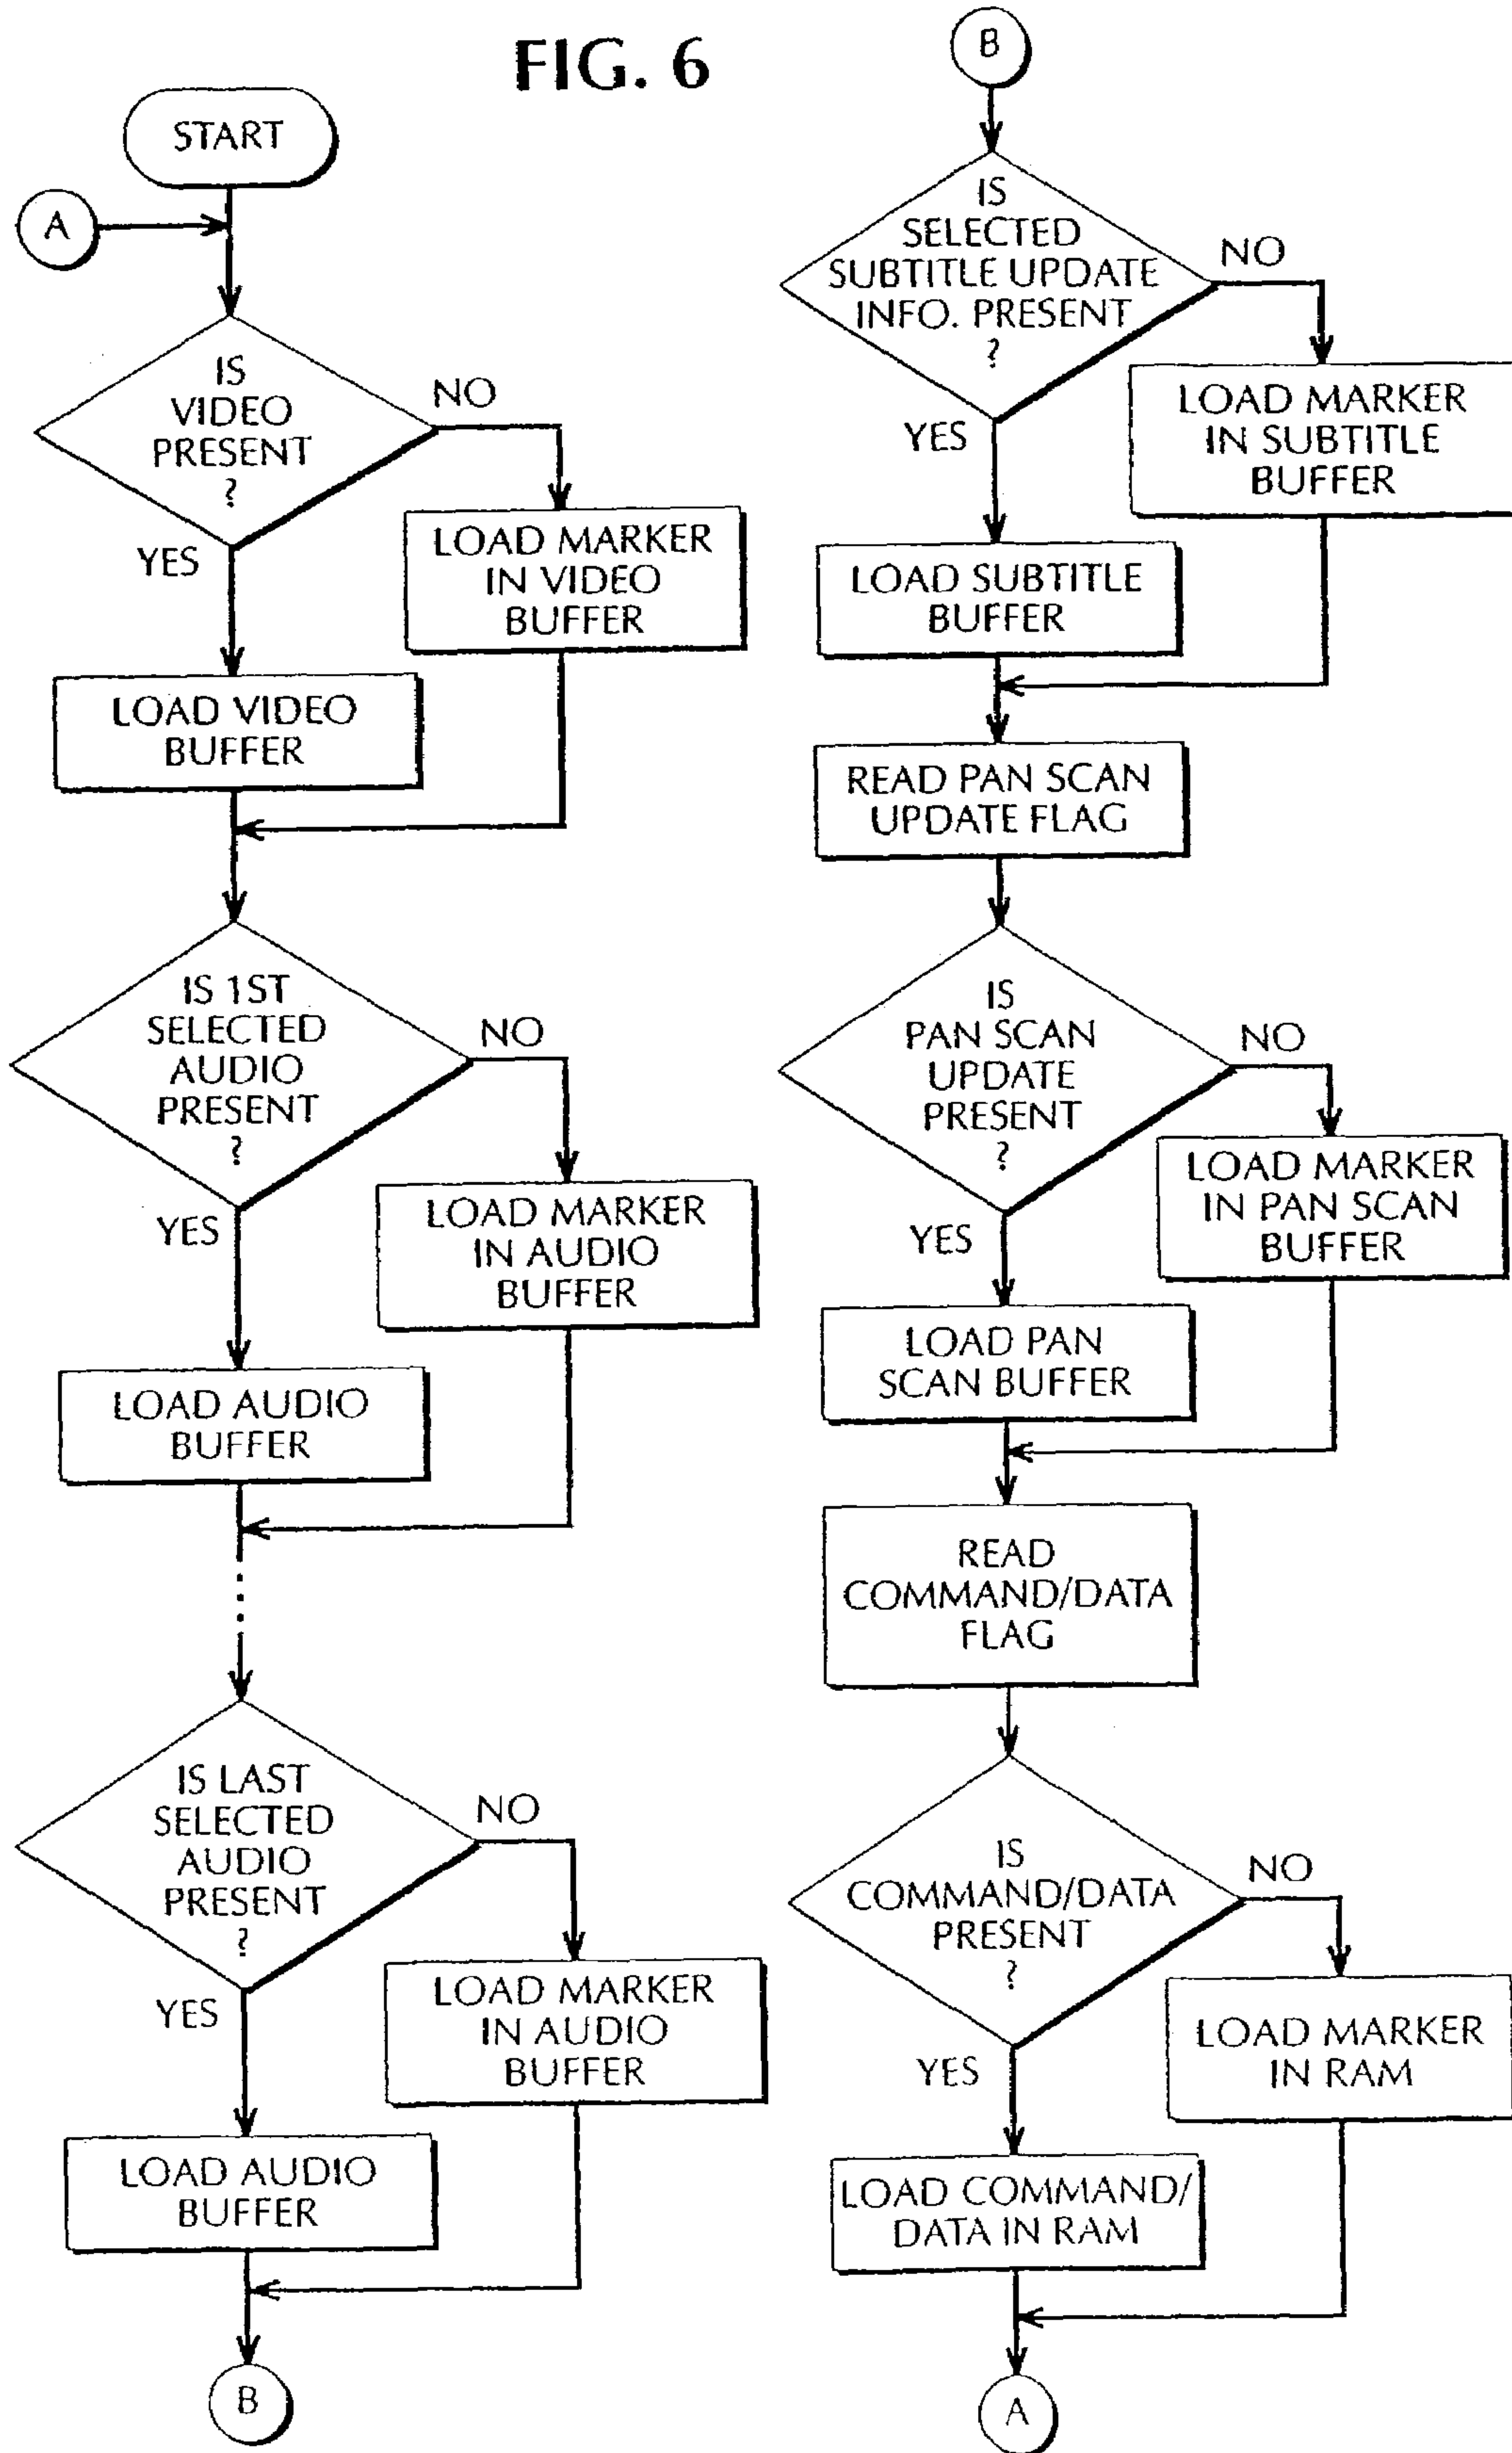 FIG. 6
START
A
IS
VIDEO
PRESENT
?
NO
YES
LOAD MARKER
IN VIDEO
BUFFER
LOAD VIDEO
BUFFER
IS 1ST
SELECTED
AUDIO
PRESENT
?
NO
YES
LOAD MARKER
IN AUDIO
BUFFER
LOAD AUDIO
BUFFER
IS LAST
SELECTED
AUDIO
PRESENT
?
NO
YES
LOAD MARKER
IN AUDIO
BUFFER
LOAD AUDIO
BUFFER
B
B
IS
SELECTED
SUBTITLE UPDATE
INFO. PRESENT
?
NO
YES
LOAD MARKER
IN SUBTITLE
BUFFER
LOAD SUBTITLE
BUFFER
READ PAN SCAN
UPDATE FLAG
IS
PAN SCAN
UPDATE
PRESENT
?
NO
YES
LOAD MARKER
IN PAN SCAN
BUFFER
LOAD PAN
SCAN BUFFER
READ
COMMAND/DATA
FLAG
IS
COMMAND/DATA
PRESENT
?
NO
YES
LOAD MARKER
IN RAM
LOAD COMMAND/
DATA IN RAM
A